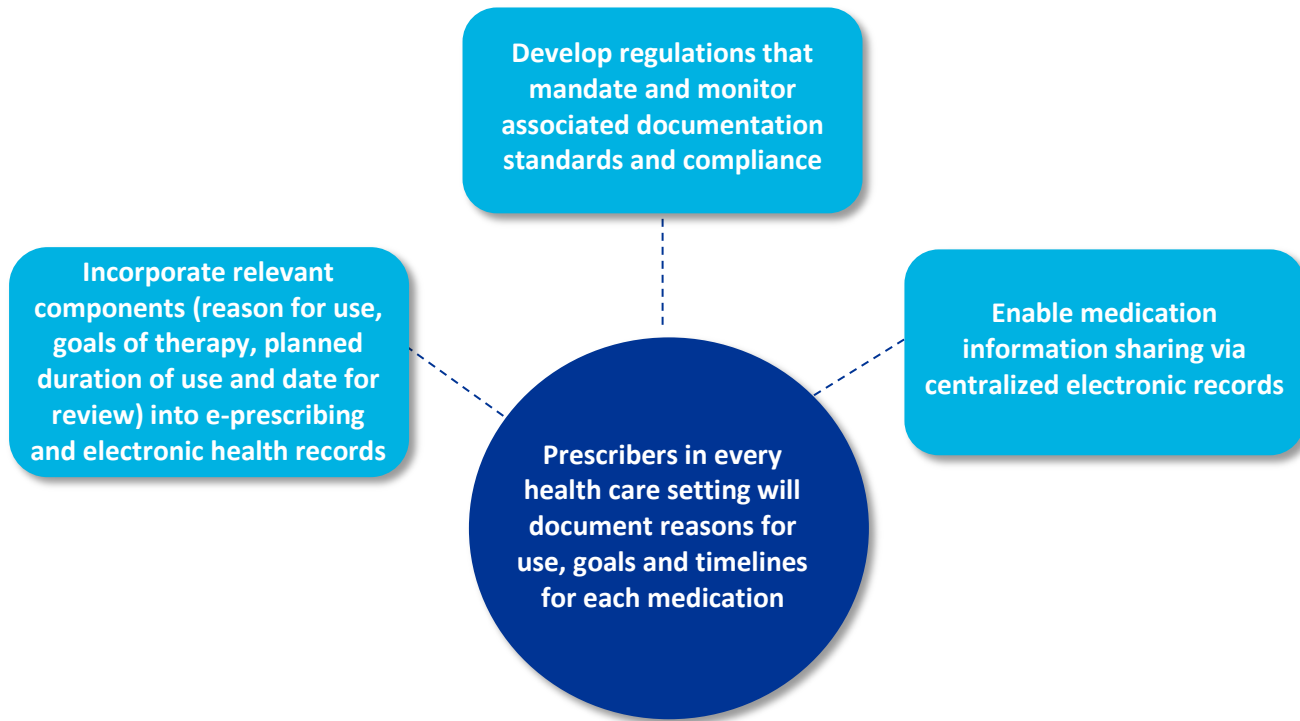 Develop regulations that
mandate and monitor
associated documentation
standards and compliance
Incorporate relevant
components (reason for use,
goals of therapy, planned
duration of use and date for
review) into e-prescribing
and electronic health records
Enable medication
information sharing via
centralized electronic records
Prescribers in every
health care setting will
document reasons for
use, goals and timelines
for each medication